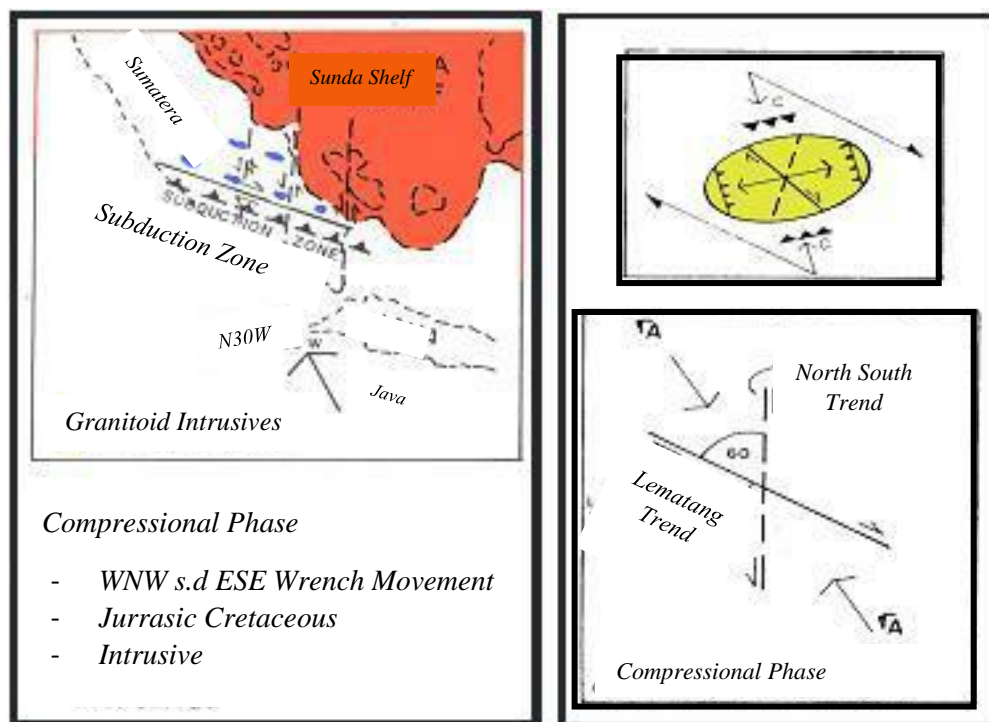 Sumatera
Sunda Shelf
A
SUBDUCTION ZONE
Subduction Zone
N30W
W
Java
Granitoid Intrusives
Compressional Phase
- WNW s.d ESE Wrench Movement
- Jurrasic Cretaceous
- Intrusive
C
C
A
North South
Trend
60
Lematang
Trend
A
Compressional Phase